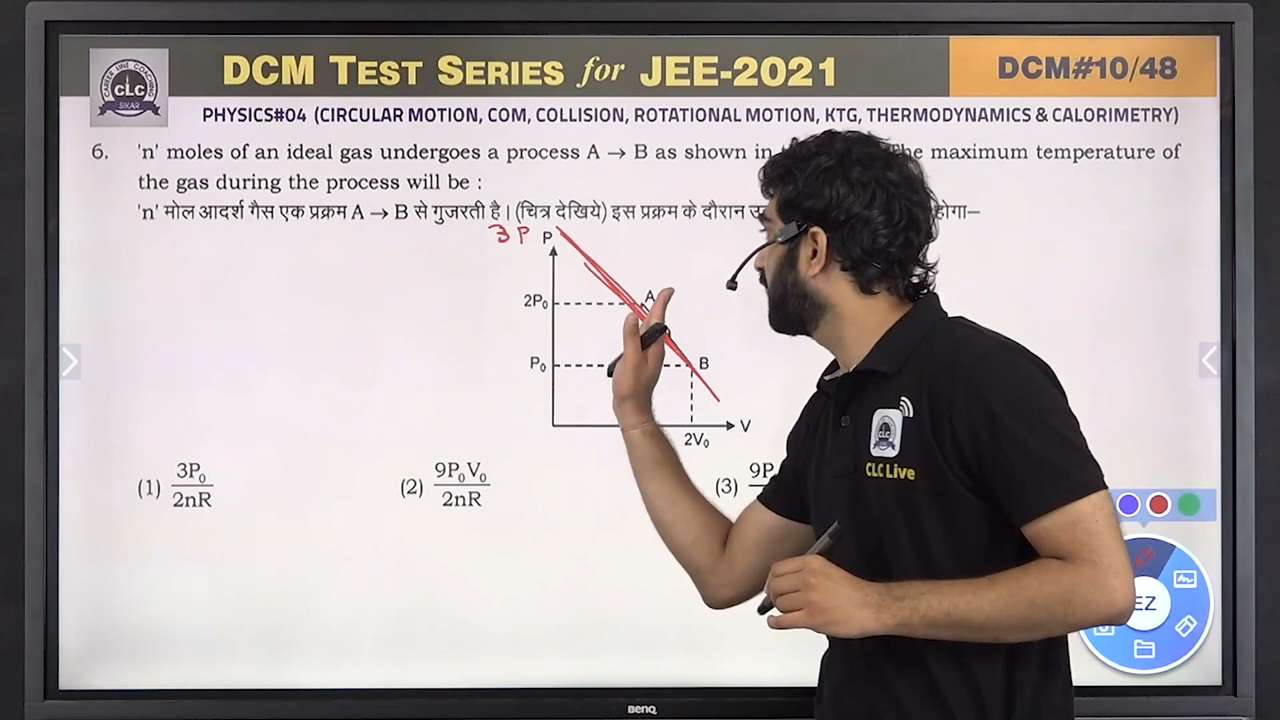 DCM TEST SERIES for JEE-2021
DCM#10/48
CAREER LINE COACHING
CLC
SIKAR
PHYSICS#04 (CIRCULAR MOTION, COM, COLLISION, ROTATIONAL MOTION, KTG, THERMODYNAMICS & CALORIMETRY)
6. 'n' moles of an ideal gas undergoes a process A → B as shown in The maximum temperature of
the gas during the process will be :
'n' मोल आदर्श गैस एक प्रक्रम A → B से गुजरती है। (चित्र देखिये) इस प्रक्रम के दौरान होगा–
3P P
2P₀ A
P₀ B
V
2V₀
(1) 3P₀/2nR
(2) 9P₀V₀/2nR
(3) 9P
CLC
CLC Live
EZ
BenQ